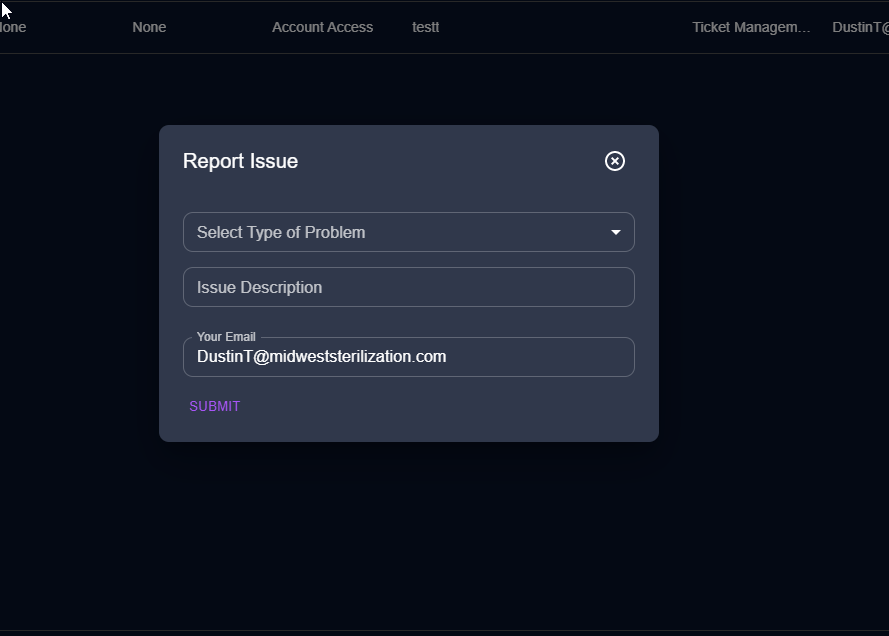 None Account Access testt Ticket Managem... DustinT@
Report Issue
Select Type of Problem
Issue Description
Your Email
DustinT@midweststerilization.com
SUBMIT